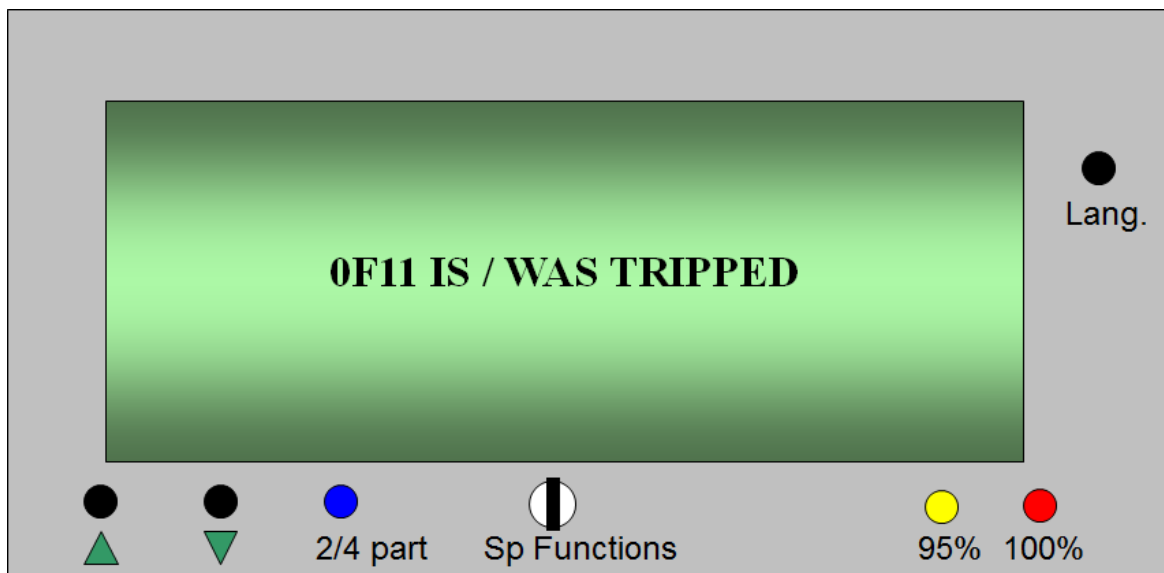 Lang.
0F11 IS / WAS TRIPPED
2/4 part
Sp Functions
95%
100%